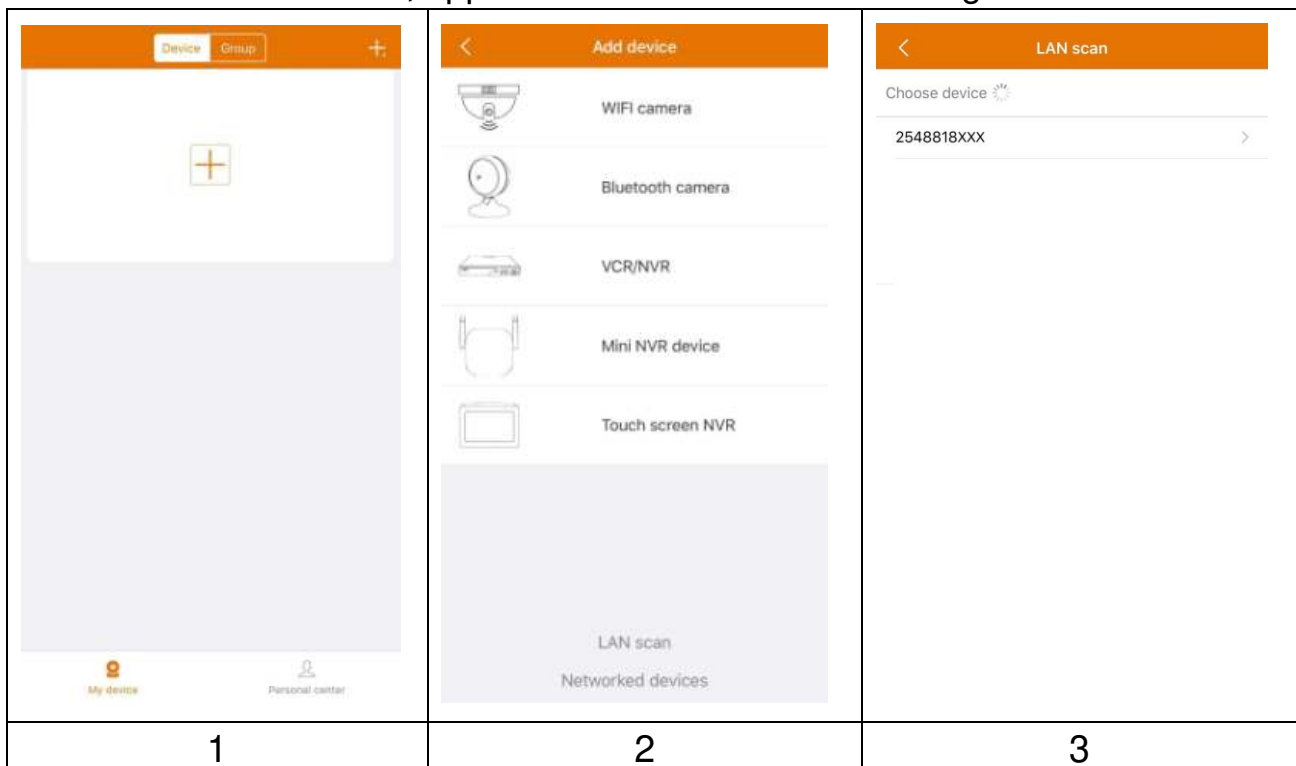 Device Group
My device
Personal center
Add device
WIFI camera
Bluetooth camera
VCR/NVR
Mini NVR device
Touch screen NVR
LAN scan
Networked devices
LAN scan
Choose device
2548818XXX
1
2
3